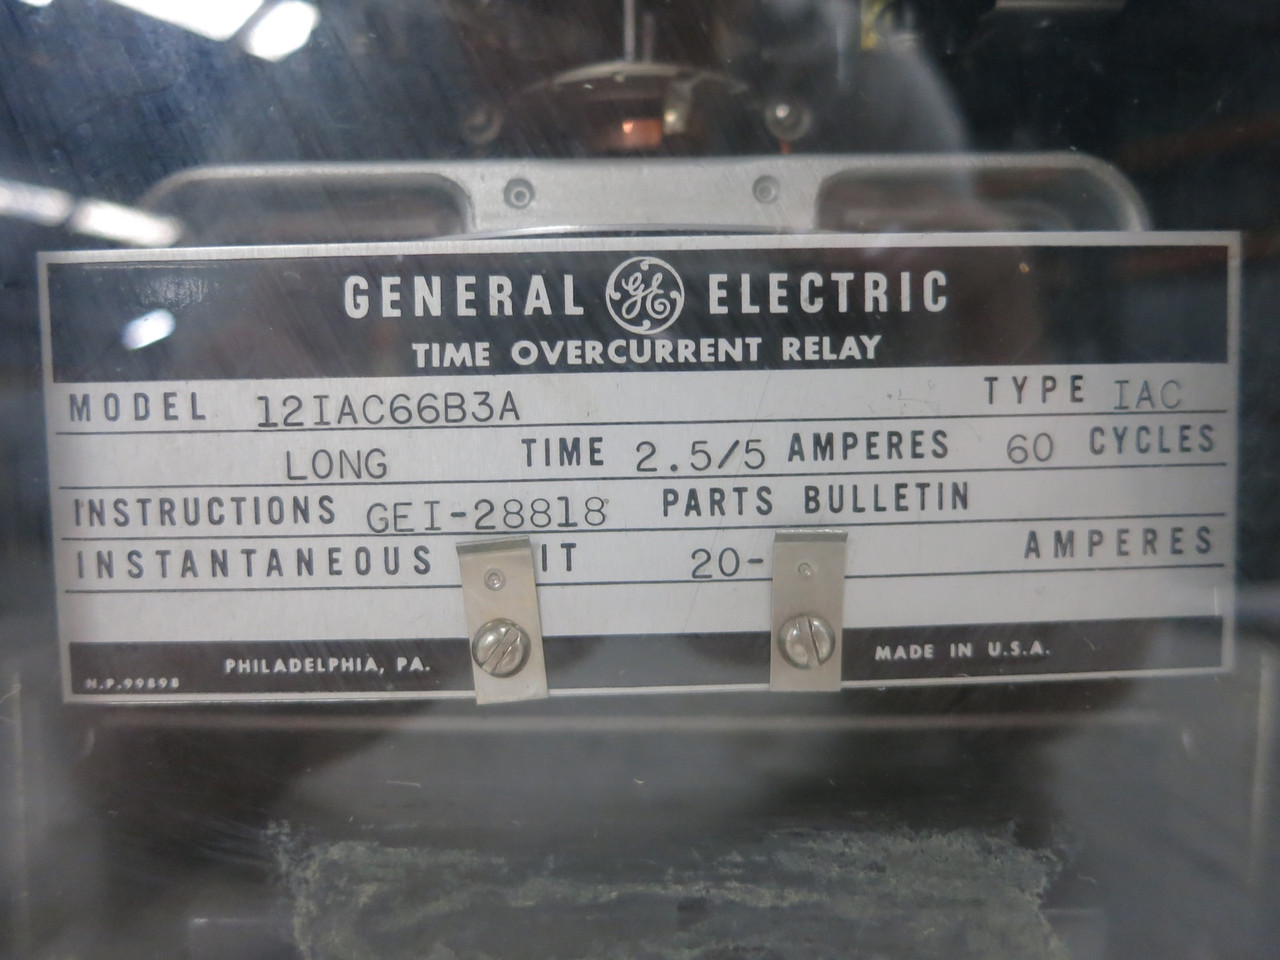 GENERAL GE ELECTRIC
TIME OVERCURRENT RELAY
MODEL 12IAC66B3A TYPE IAC
LONG TIME 2.5/5 AMPERES 60 CYCLES
INSTRUCTIONS GEI-28818 PARTS BULLETIN
INSTANTANEOUS IT 20- AMPERES
PHILADELPHIA, PA. MADE IN U.S.A.
N.P.99898